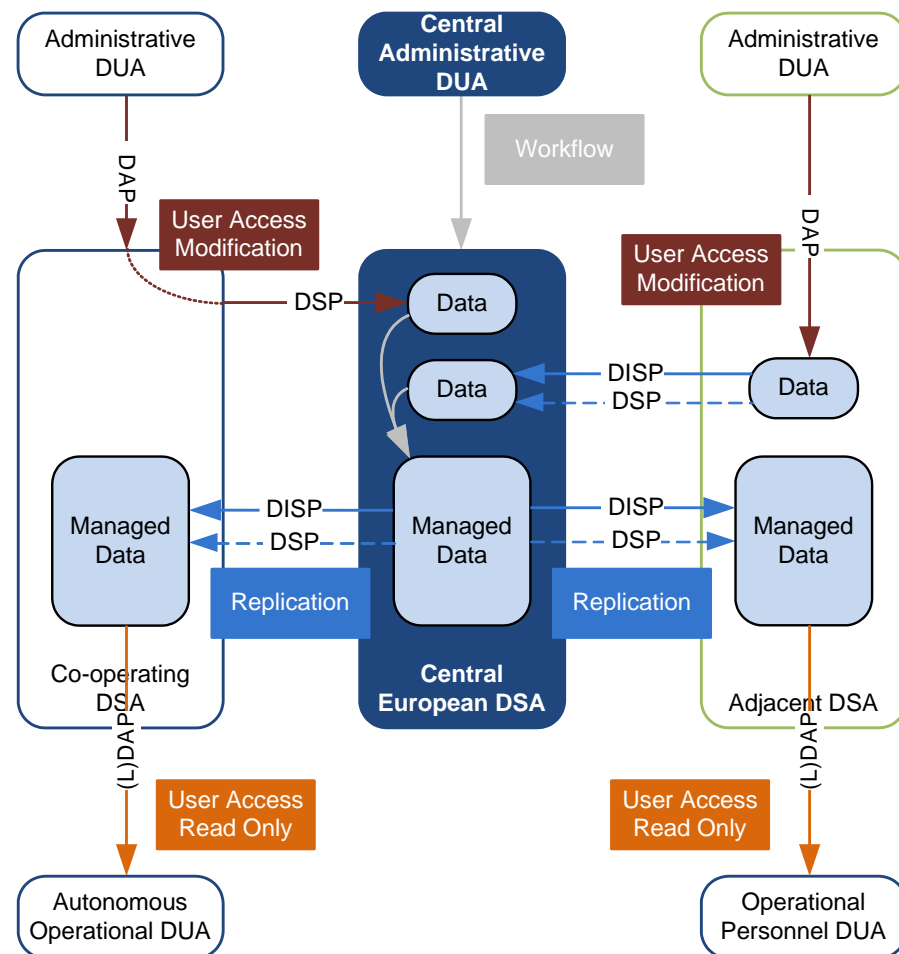 Administrative
DUA
Central
Administrative
DUA
Administrative
DUA
Workflow
DAP
DAP
User Access
Modification
User Access
Modification
DSP
Data
Data
DISP
DSP
Data
Managed
Data
DISP
DSP
Managed
Data
DISP
DSP
Managed
Data
Replication
Replication
Co-operating
DSA
Central
European DSA
Adjacent DSA
(L)DAP
(L)DAP
User Access
Read Only
User Access
Read Only
Autonomous
Operational DUA
Operational
Personnel DUA